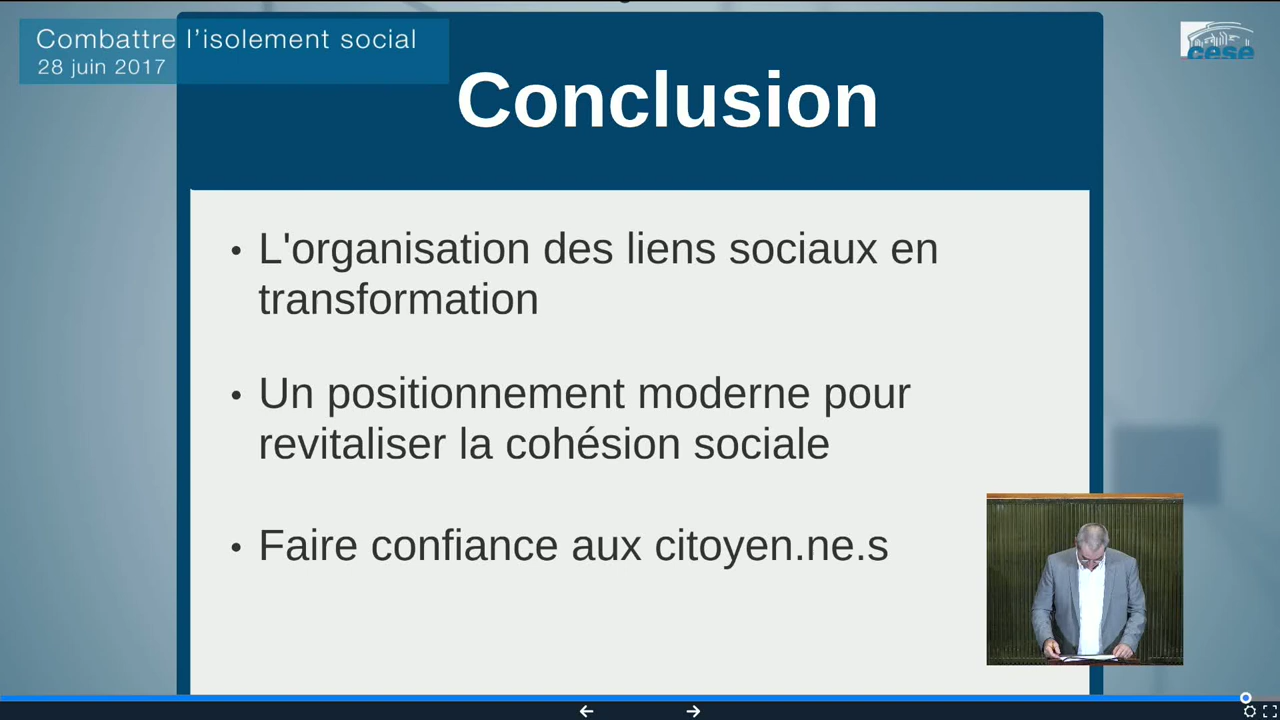 Combattre l’isolement social
28 juin 2017
cese
Conclusion
• L'organisation des liens sociaux en
transformation
• Un positionnement moderne pour
revitaliser la cohésion sociale
• Faire confiance aux citoyen.ne.s